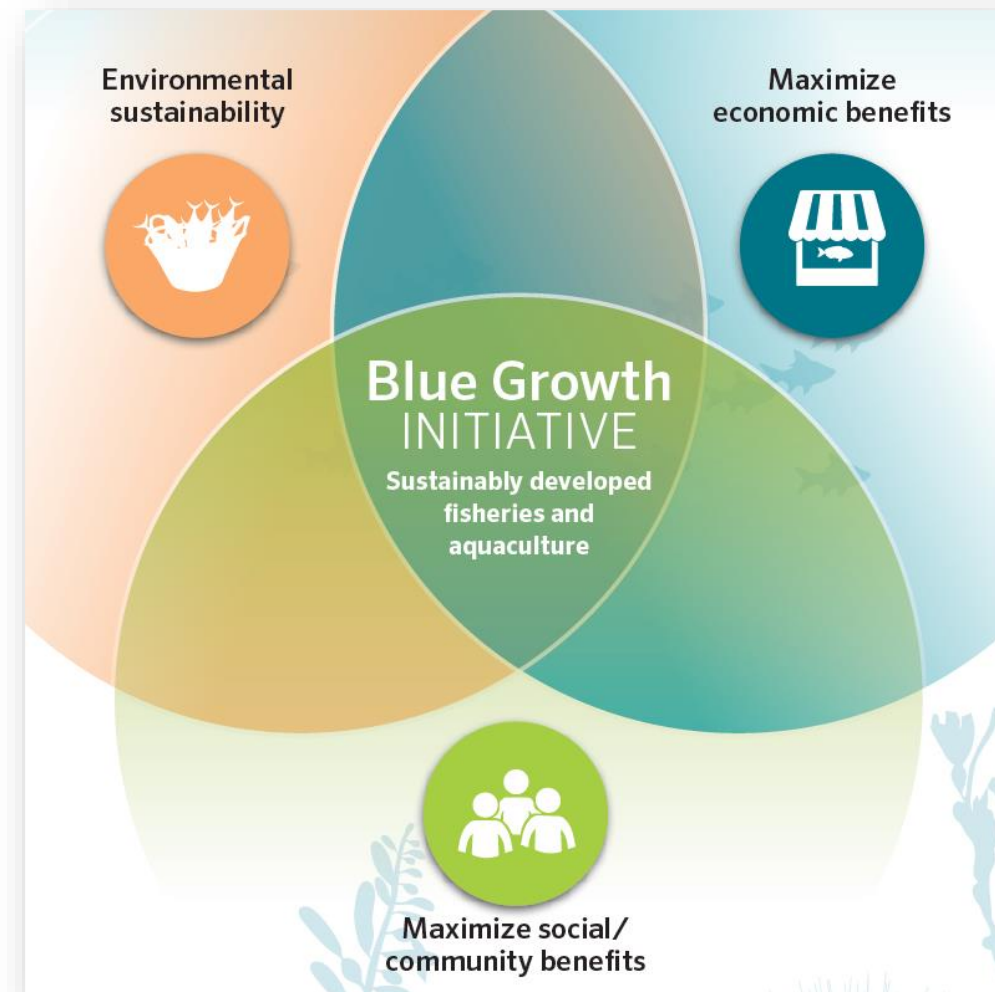 Environmental
sustainability
Maximize
economic benefits
Blue Growth
INITIATIVE
Sustainably developed
fisheries and
aquaculture
Maximize social/
community benefits